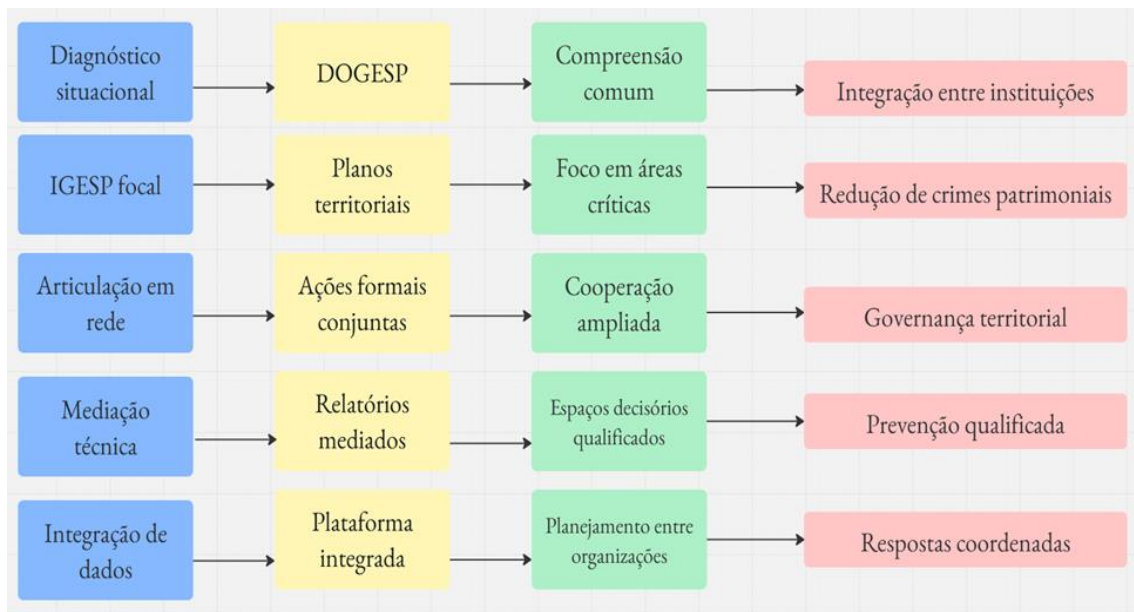 Diagnóstico
situacional
DOGESP
Compreensão
comum
Integração entre instituições
IGESP focal
Planos
territoriais
Foco em áreas
críticas
Redução de crimes patrimoniais
Articulação em
rede
Ações formais
conjuntas
Cooperação
ampliada
Governança territorial
Mediação
técnica
Relatórios
mediados
Espaços decisórios
qualificados
Prevenção qualificada
Integração de
dados
Plataforma
integrada
Planejamento entre
organizações
Respostas coordenadas